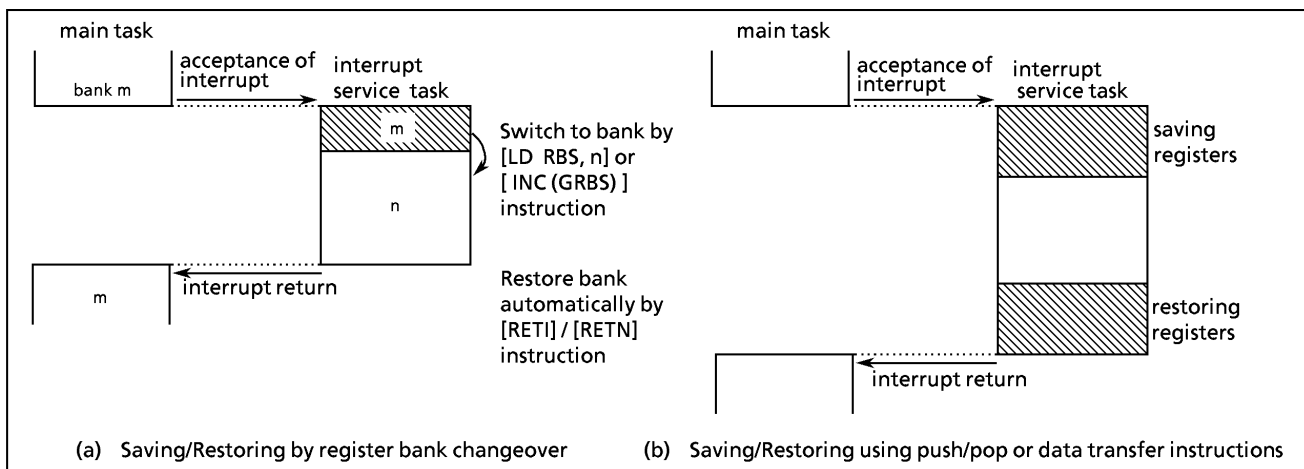 main task
acceptance of
interrupt
interrupt
service task
bank m
m
Switch to bank by
[LD RBS, n] or
[ INC (GRBS) ]
instruction
n
interrupt return
m
Restore bank
automatically by
[RETI] / [RETN]
instruction
(a) Saving/Restoring by register bank changeover
main task
acceptance of
interrupt
interrupt
service task
saving
registers
restoring
registers
interrupt return
(b) Saving/Restoring using push/pop or data transfer instructions